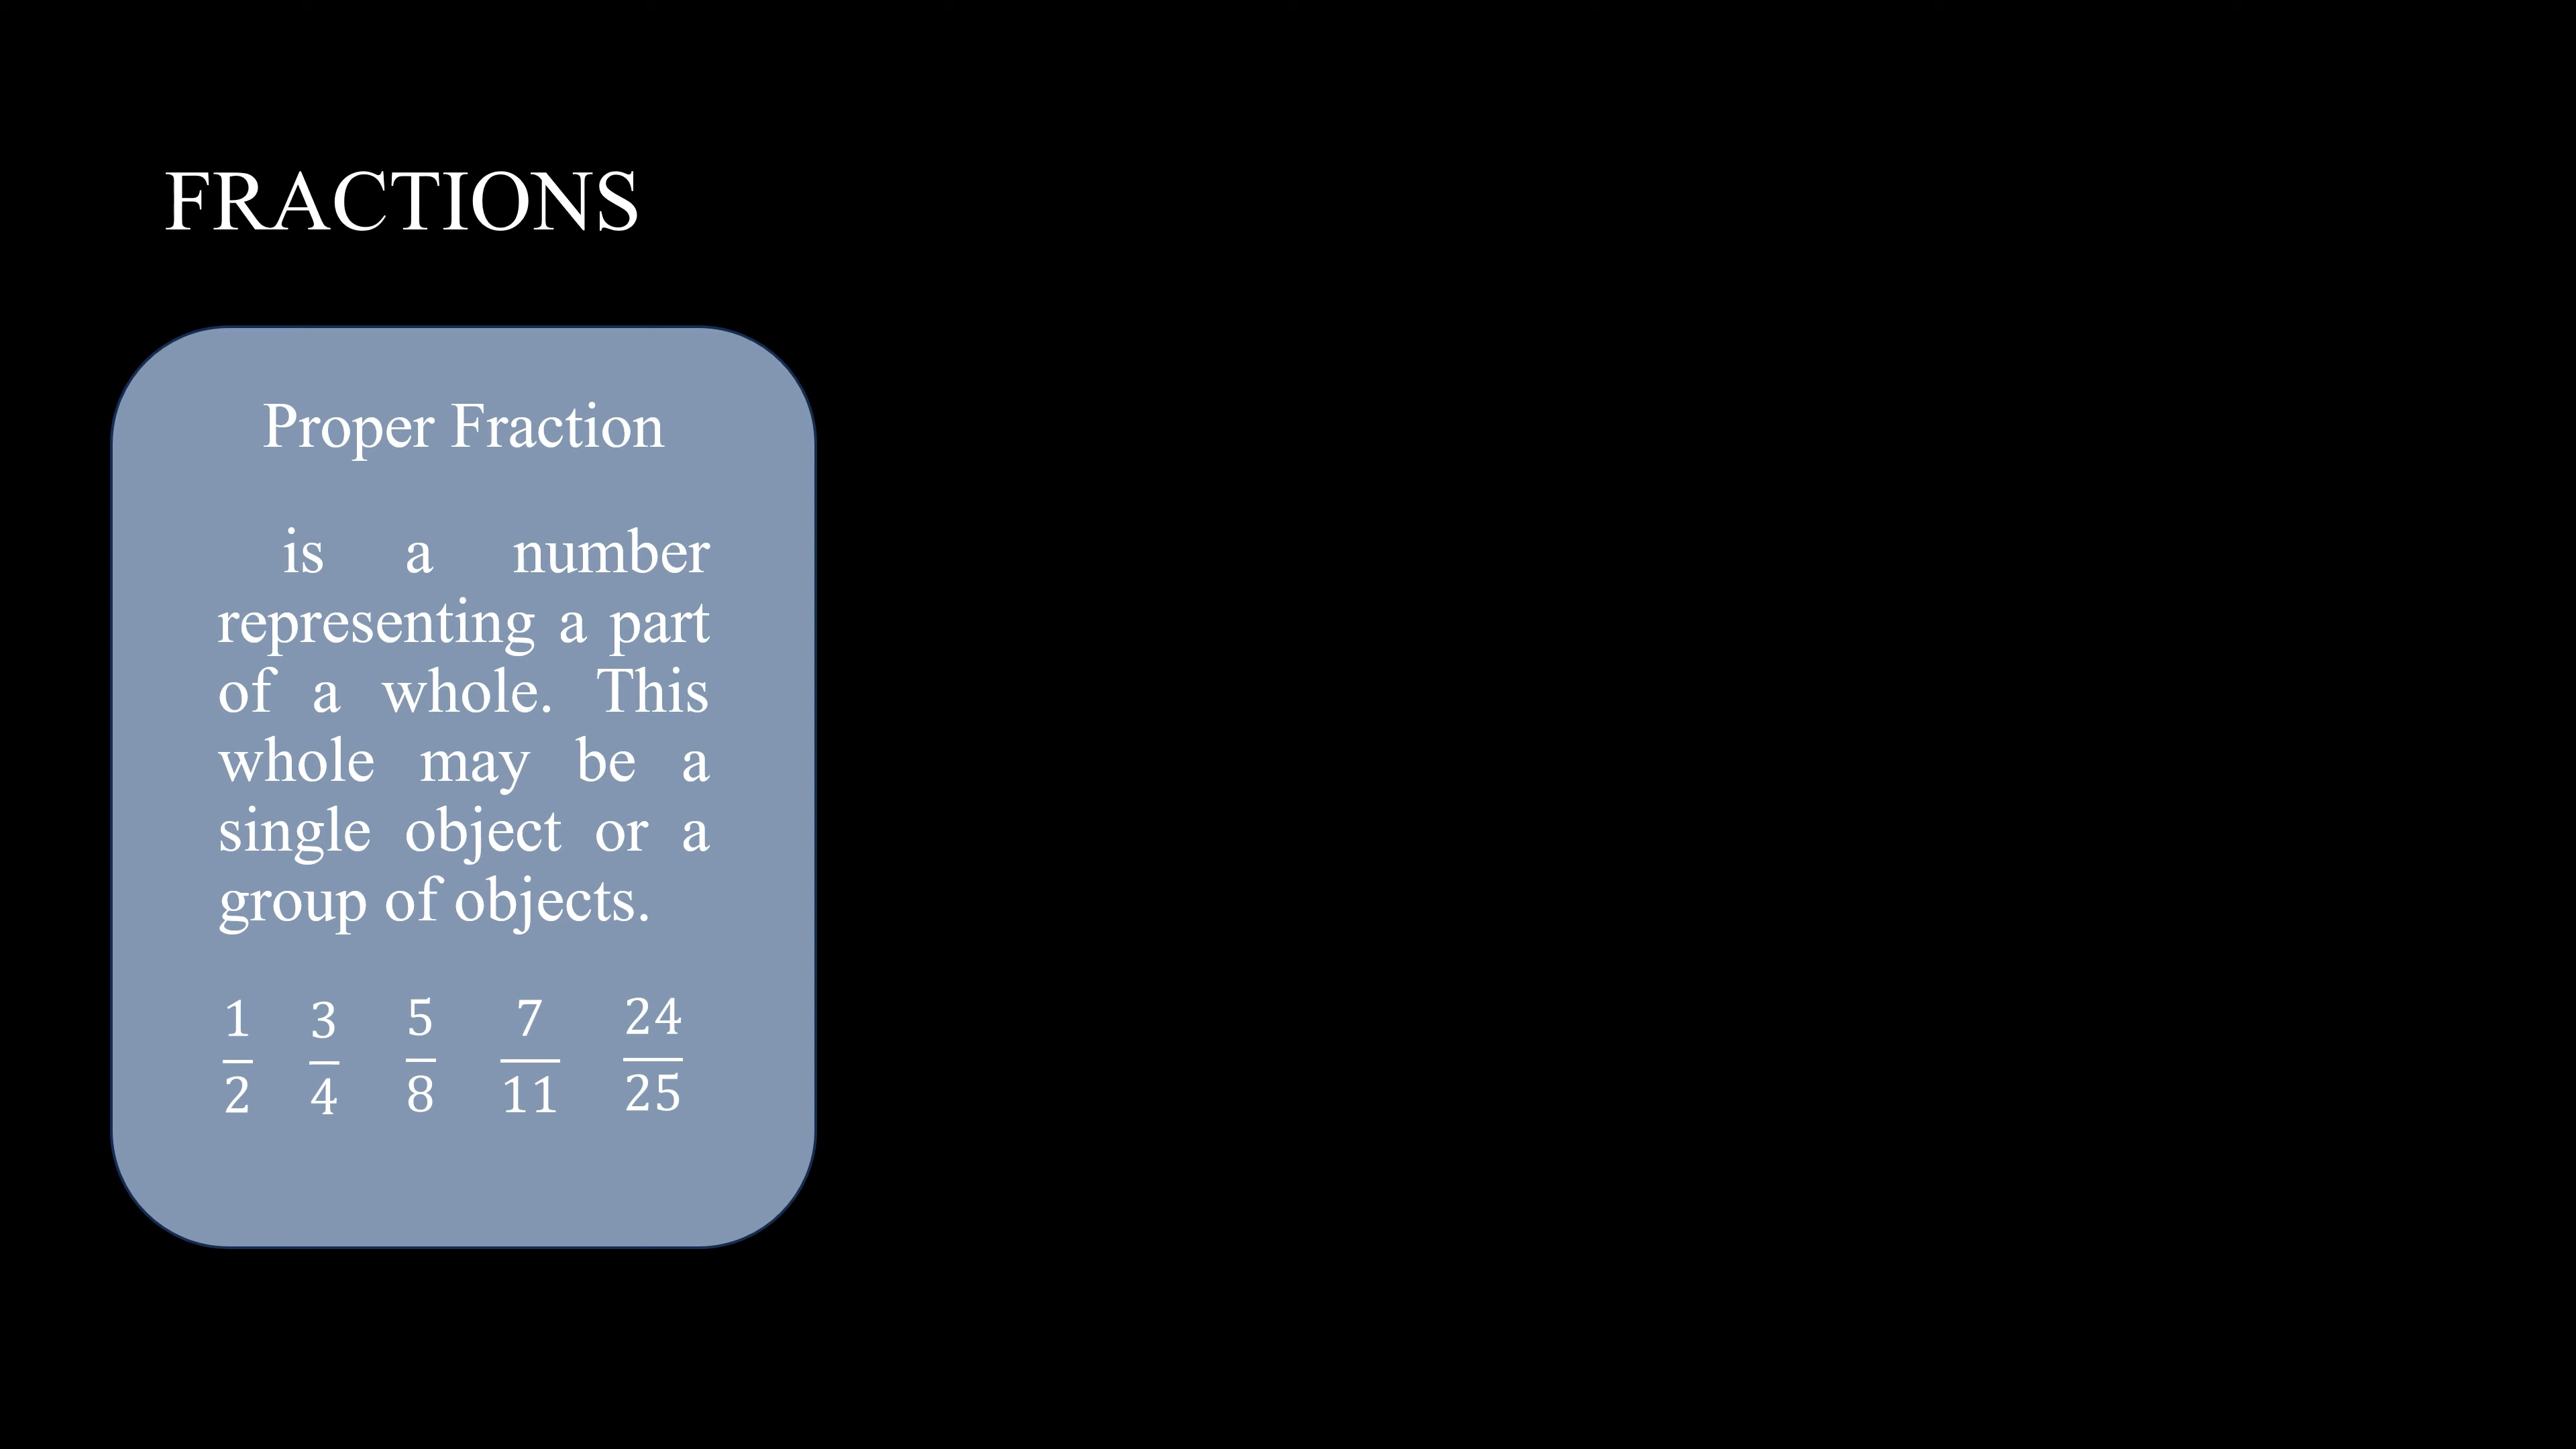 FRACTIONS
Proper Fraction
is a number
representing a part
of a whole. This
whole may be a
single object or a
group of objects.
1/2 3/4 5/8 7/11 24/25